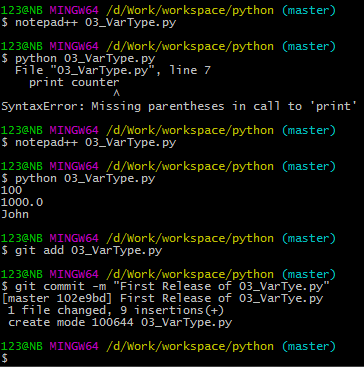 123@NB MINGW64 /d/Work/workspace/python (master)
$ notepad++ 03_VarType.py
123@NB MINGW64 /d/Work/workspace/python (master)
$ python 03_VarType.py
  File "03_VarType.py", line 7
    print counter
                ^
SyntaxError: Missing parentheses in call to 'print'
123@NB MINGW64 /d/Work/workspace/python (master)
$ notepad++ 03_VarType.py
123@NB MINGW64 /d/Work/workspace/python (master)
$ python 03_VarType.py
100
1000.0
John
123@NB MINGW64 /d/Work/workspace/python (master)
$ git add 03_VarType.py
123@NB MINGW64 /d/Work/workspace/python (master)
$ git commit -m "First Release of 03_VarTye.py"
[master 102e9bd] First Release of 03_VarTye.py
 1 file changed, 9 insertions(+)
 create mode 100644 03_VarType.py
123@NB MINGW64 /d/Work/workspace/python (master)
$